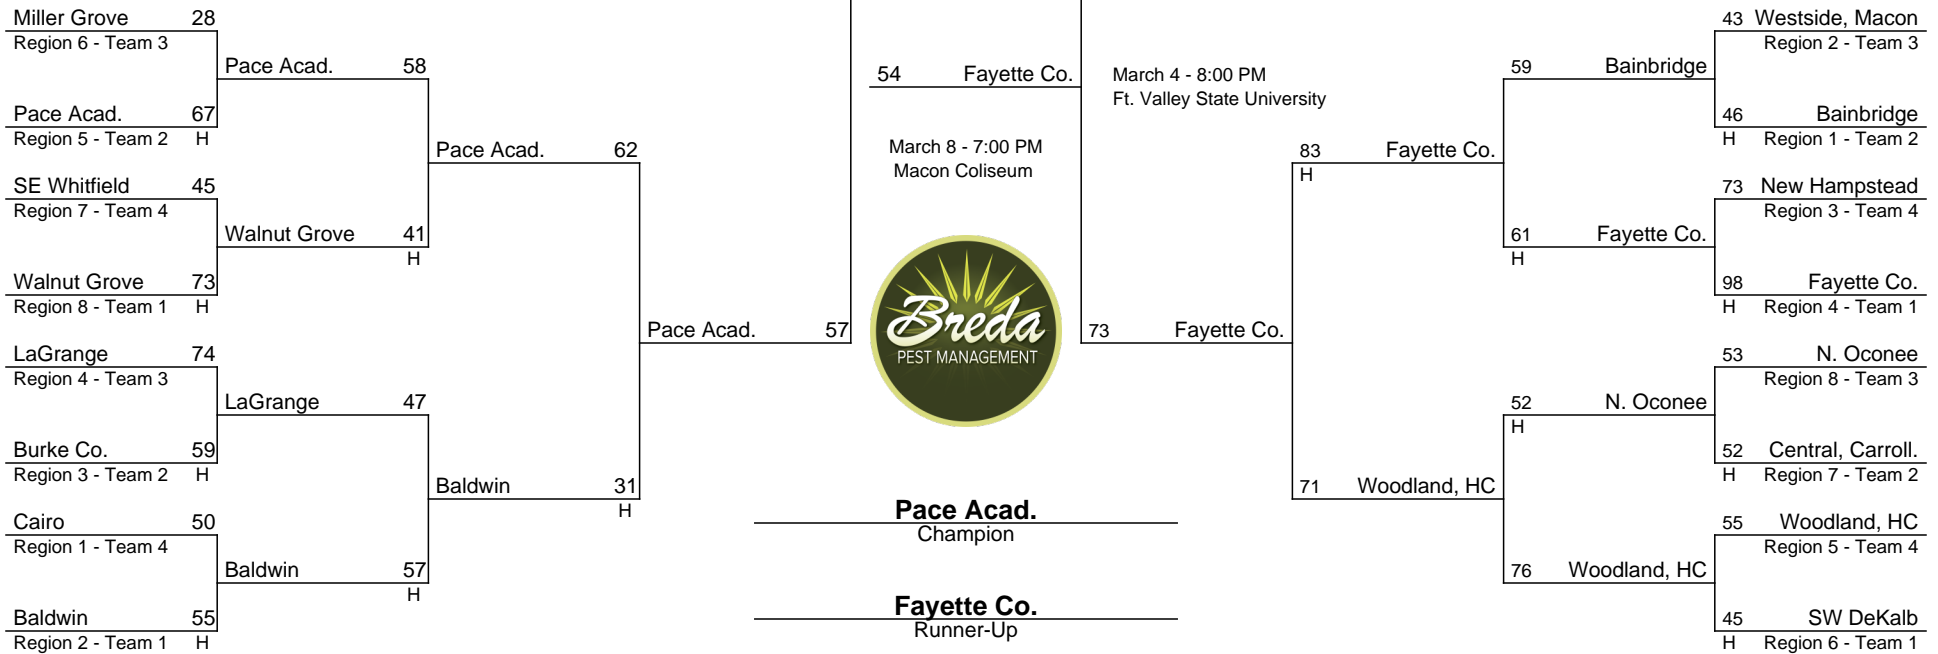 Miller Grove 28
Region 6 - Team 3
Pace Acad. 58
Pace Acad. 67
Region 5 - Team 2 H
Pace Acad. 62
SE Whitfield 45
Region 7 - Team 4
Walnut Grove 41
H
Walnut Grove 73
Region 8 - Team 1 H
Pace Acad. 57
LaGrange 74
Region 4 - Team 3
LaGrange 47
Burke Co. 59
Region 3 - Team 2 H
Baldwin 31
H
Cairo 50
Region 1 - Team 4
Baldwin 57
H
Baldwin 55
Region 2 - Team 1 H
54 Fayette Co.
March 8 - 7:00 PM
Macon Coliseum
Breda
PEST MANAGEMENT
Pace Acad.
Champion
Fayette Co.
Runner-Up
March 4 - 8:00 PM
Ft. Valley State University
43 Westside, Macon
Region 2 - Team 3
59 Bainbridge
46 Bainbridge
H Region 1 - Team 2
83 Fayette Co.
H
73 New Hampstead
Region 3 - Team 4
61 Fayette Co.
H
98 Fayette Co.
H Region 4 - Team 1
73 Fayette Co.
53 N. Oconee
Region 8 - Team 3
52 N. Oconee
H
52 Central, Carroll.
H Region 7 - Team 2
71 Woodland, HC
55 Woodland, HC
Region 5 - Team 4
76 Woodland, HC
45 SW DeKalb
H Region 6 - Team 1